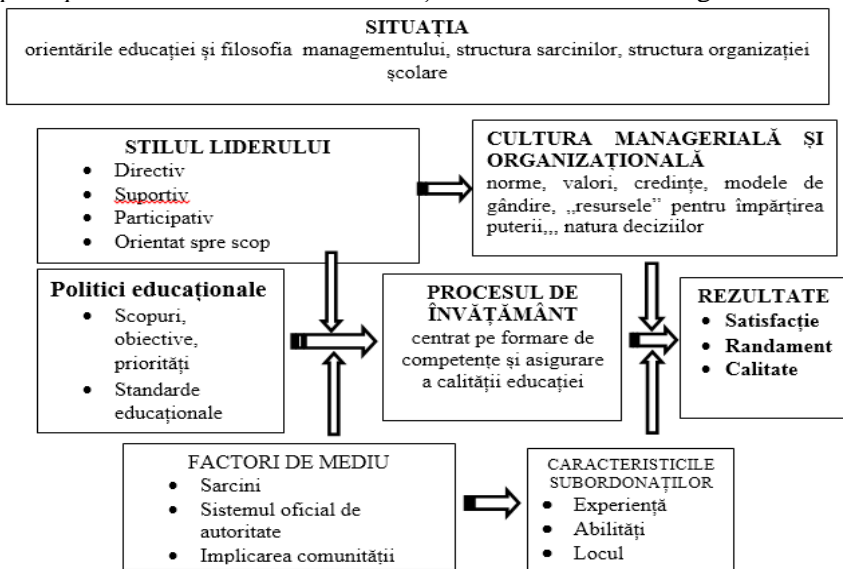 SITUAȚIA
orientările educației și filosofia managementului, structura sarcinilor, structura organizației
școlare
STILUL LIDERULUI
• Directiv
• Suportiv
• Participativ
• Orientat spre scop
CULTURA MANAGERIALĂ ȘI
ORGANIZAȚIONALĂ
norme, valori, credințe, modele de
gândire, ,,resursele” pentru împărțirea
puterii,,, natura deciziilor
Politici educaționale
• Scopuri,
obiective,
priorități
• Standarde
educaționale
PROCESUL DE
ÎNVĂȚĂMÂNT
centrat pe formare de
competențe și asigurare
a calității educației
REZULTATE
• Satisfacție
• Randament
• Calitate
FACTORI DE MEDIU
• Sarcini
• Sistemul oficial de
autoritate
• Implicarea comunității
CARACTERISTICILE
SUBORDONAȚILOR
• Experiență
• Abilități
• Locul